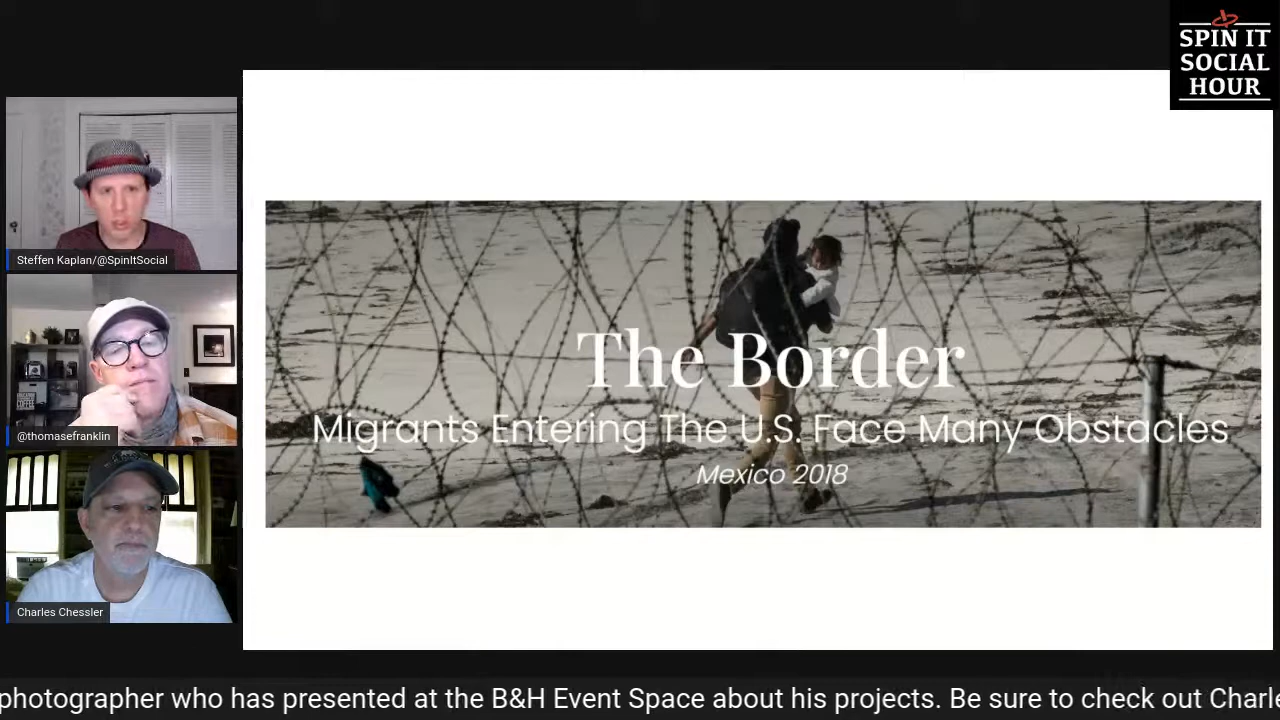 SPIN IT
SOCIAL
HOUR
Steffen Kaplan/@SpinItSocial
@thomasefranklin
Charles Chessler
The Border
Migrants Entering The U.S. Face Many Obstacles
Mexico 2018
photographer who has presented at the B&H Event Space about his projects. Be sure to check out Charle